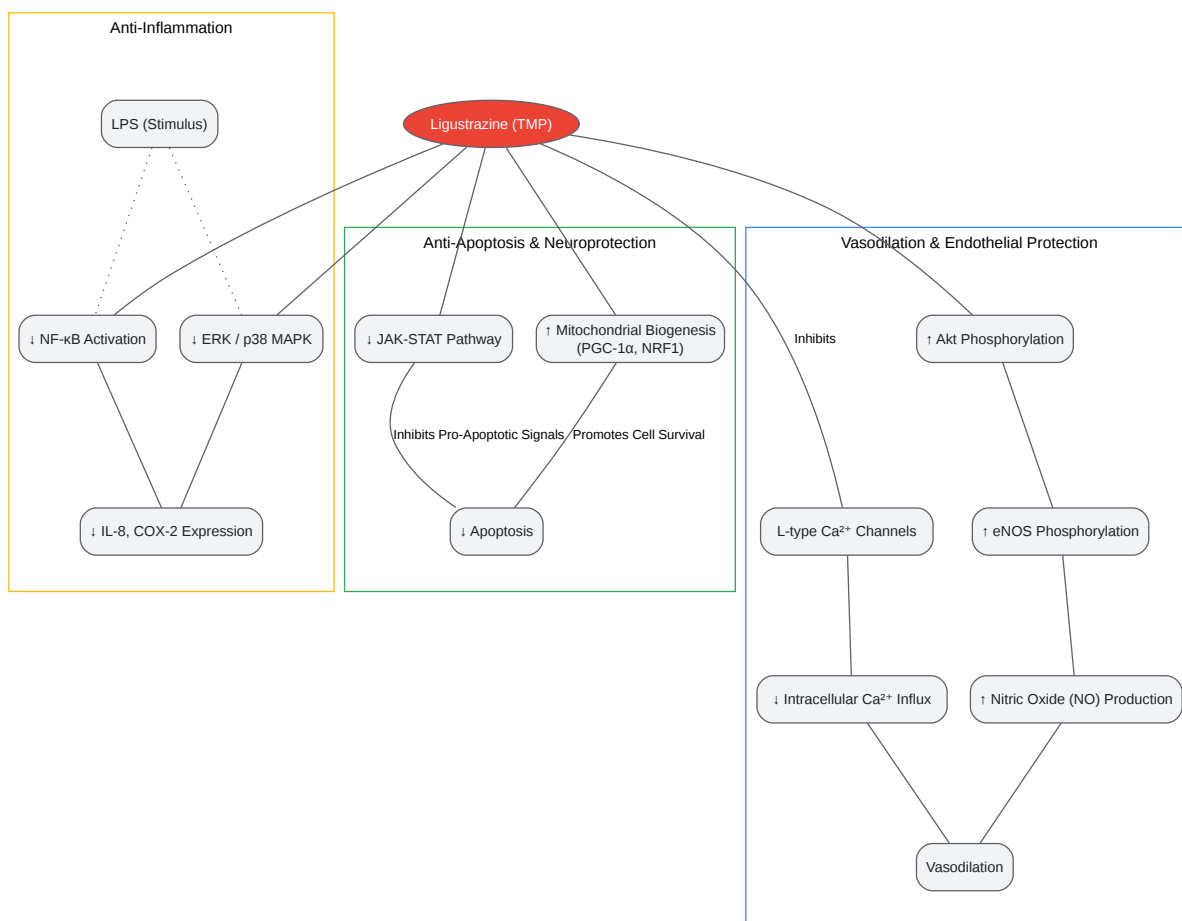 Anti-Inflammation
LPS (Stimulus)
Ligustrazine (TMP)
Anti-Apoptosis & Neuroprotection
Vasodilation & Endothelial Protection
↓ NF-κB Activation
↓ ERK / p38 MAPK
↓ JAK-STAT Pathway
↑ Mitochondrial Biogenesis
(PGC-1α, NRF1)
Inhibits
↑ Akt Phosphorylation
Inhibits Pro-Apoptotic Signals
Promotes Cell Survival
↓ IL-8, COX-2 Expression
↓ Apoptosis
L-type Ca²⁺ Channels
↑ eNOS Phosphorylation
↓ Intracellular Ca²⁺ Influx
↑ Nitric Oxide (NO) Production
Vasodilation